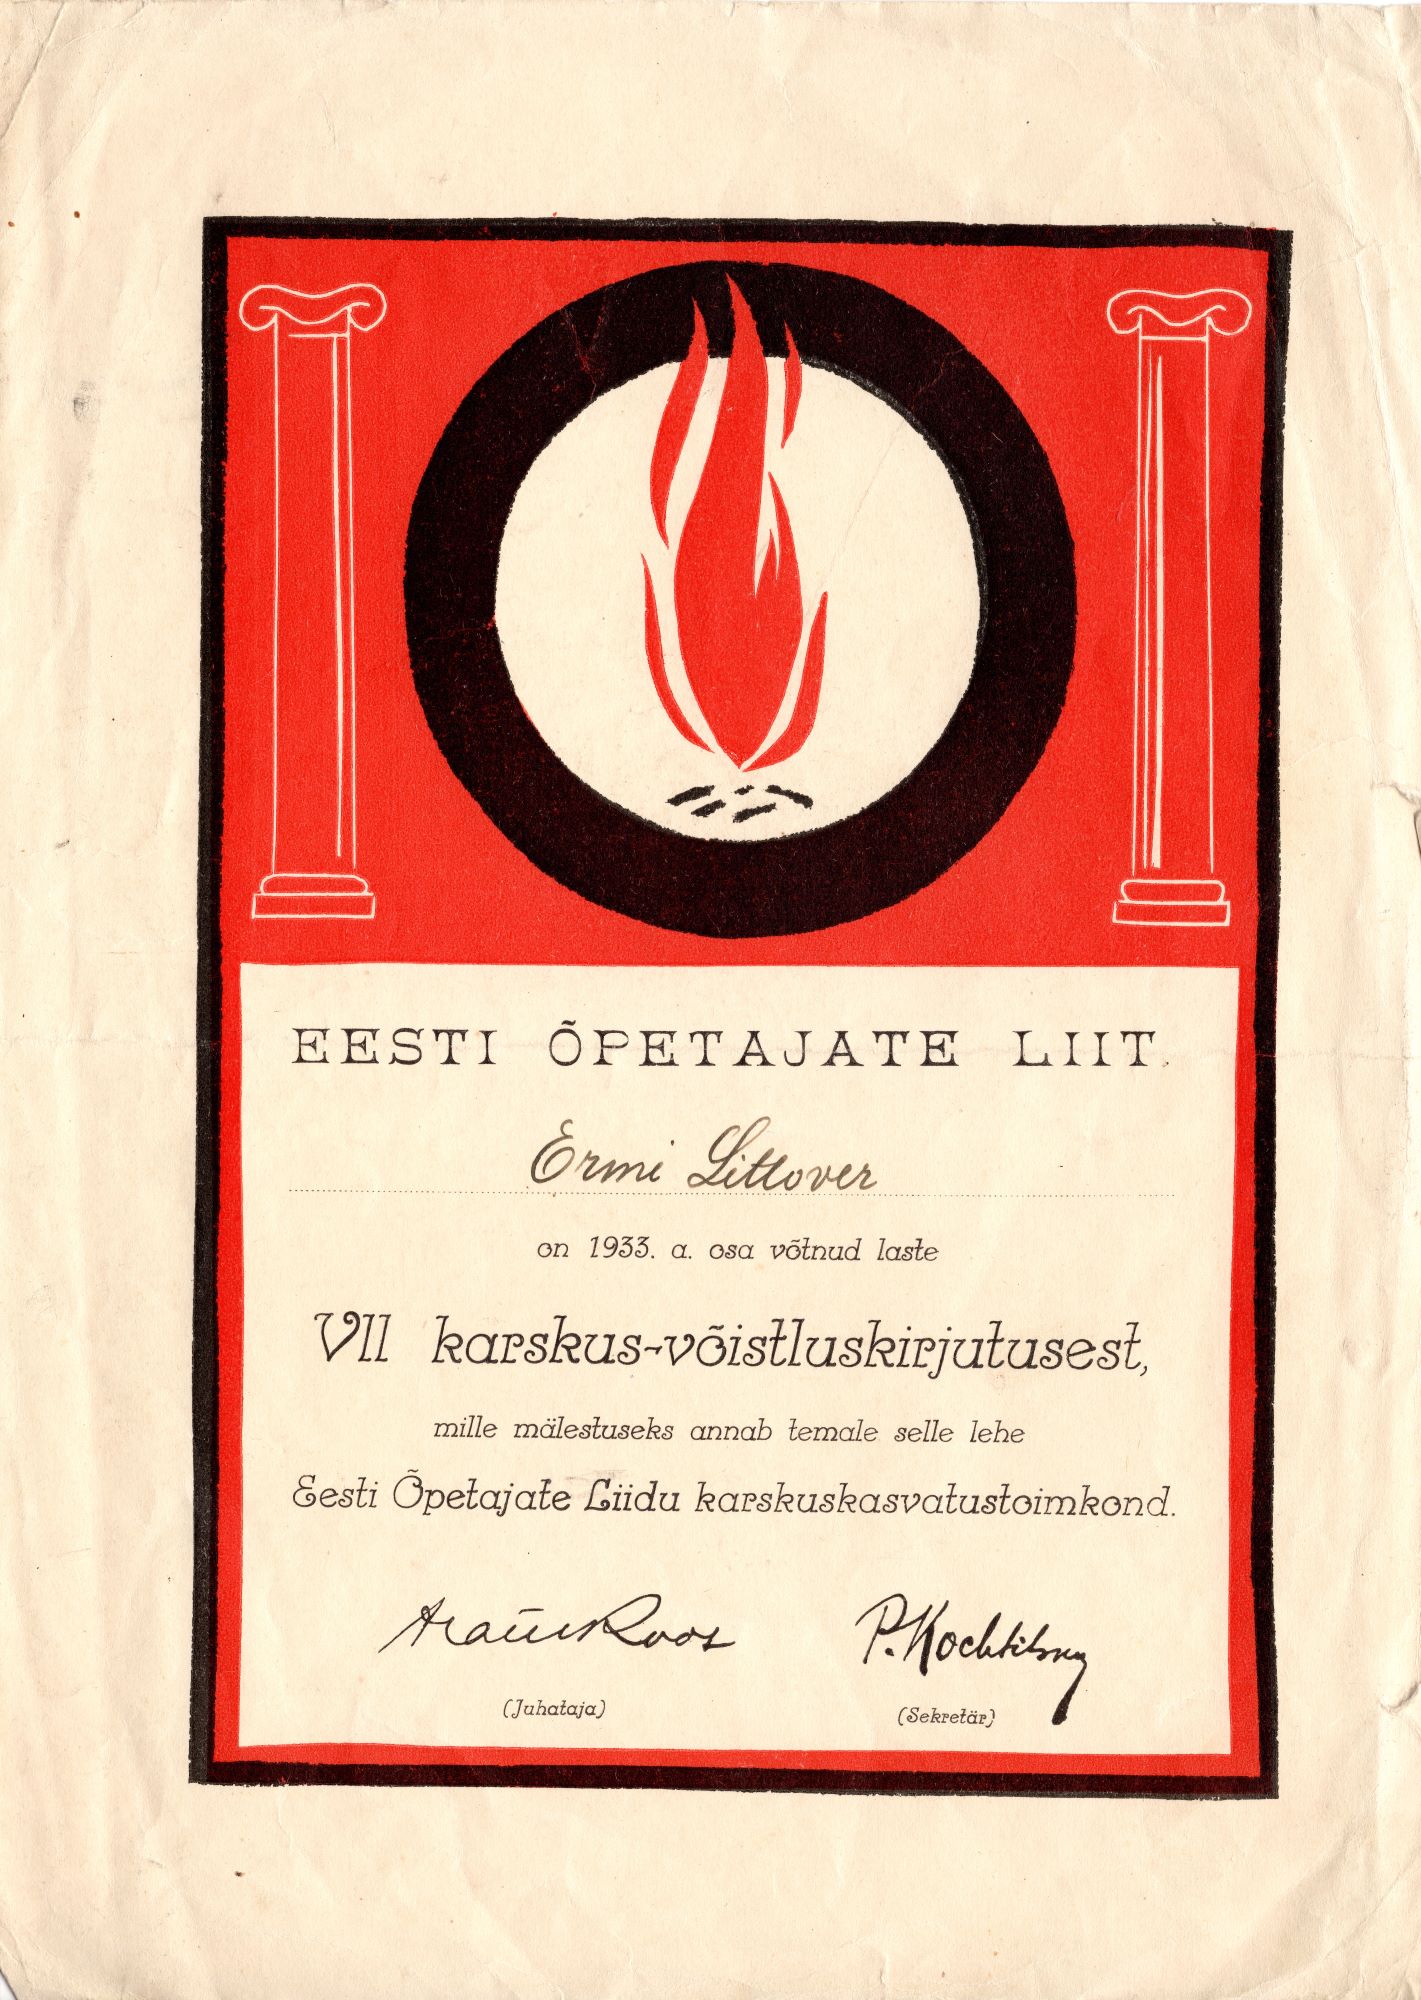 EESTI ÕPETAJATE LIIT.
Ermi Littover
on 1933. a. osa võtnud laste
VII karskus-võistluskirjutusest,
mille mälestuseks annab temale selle lehe
Eesti Õpetajate Liidu karskuskasvatustoimkond.
Roos
P.
(Juhataja)
(Sekretär)